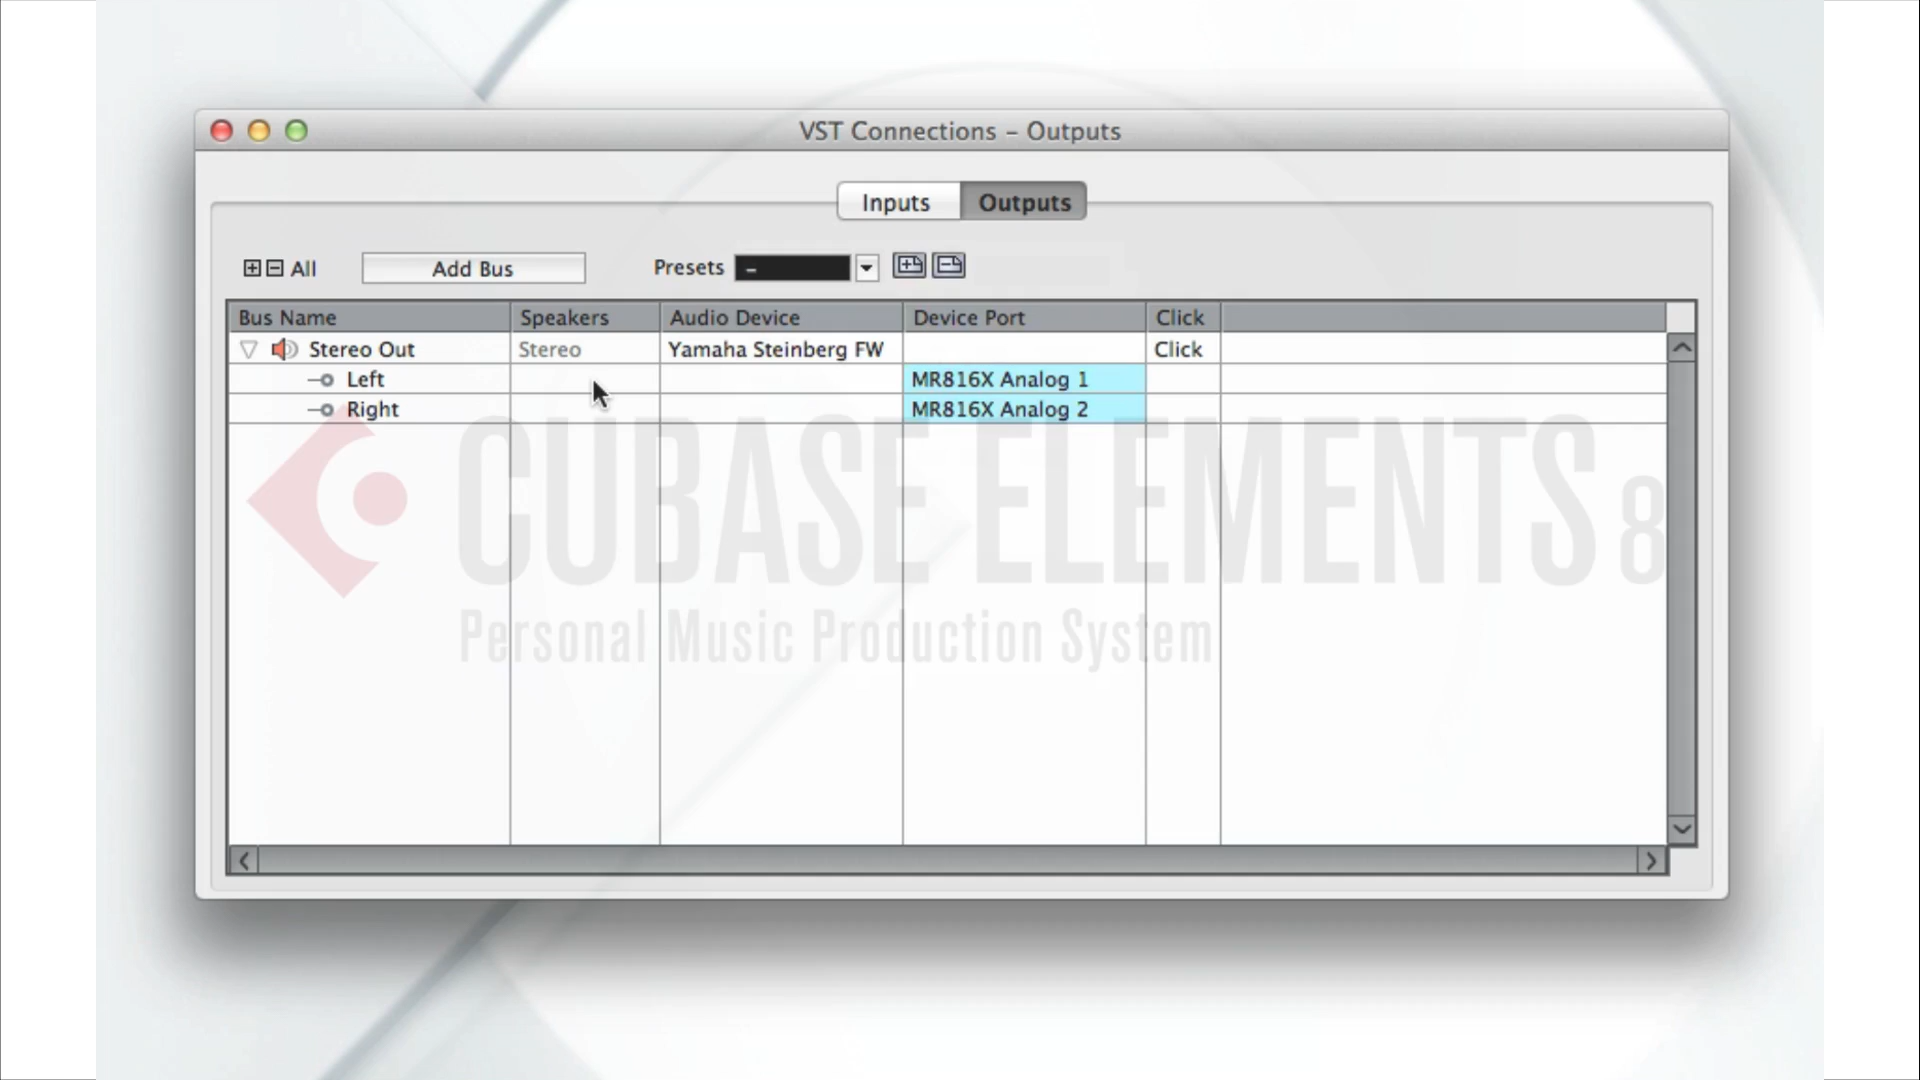 VST Connections – Outputs
Inputs Outputs
All Add Bus Presets –
Bus Name Speakers Audio Device Device Port Click
Stereo Out Stereo Yamaha Steinberg FW Click
Left MR816X Analog 1
Right MR816X Analog 2
CUBASE ELEMENTS 8
Personal Music Production System